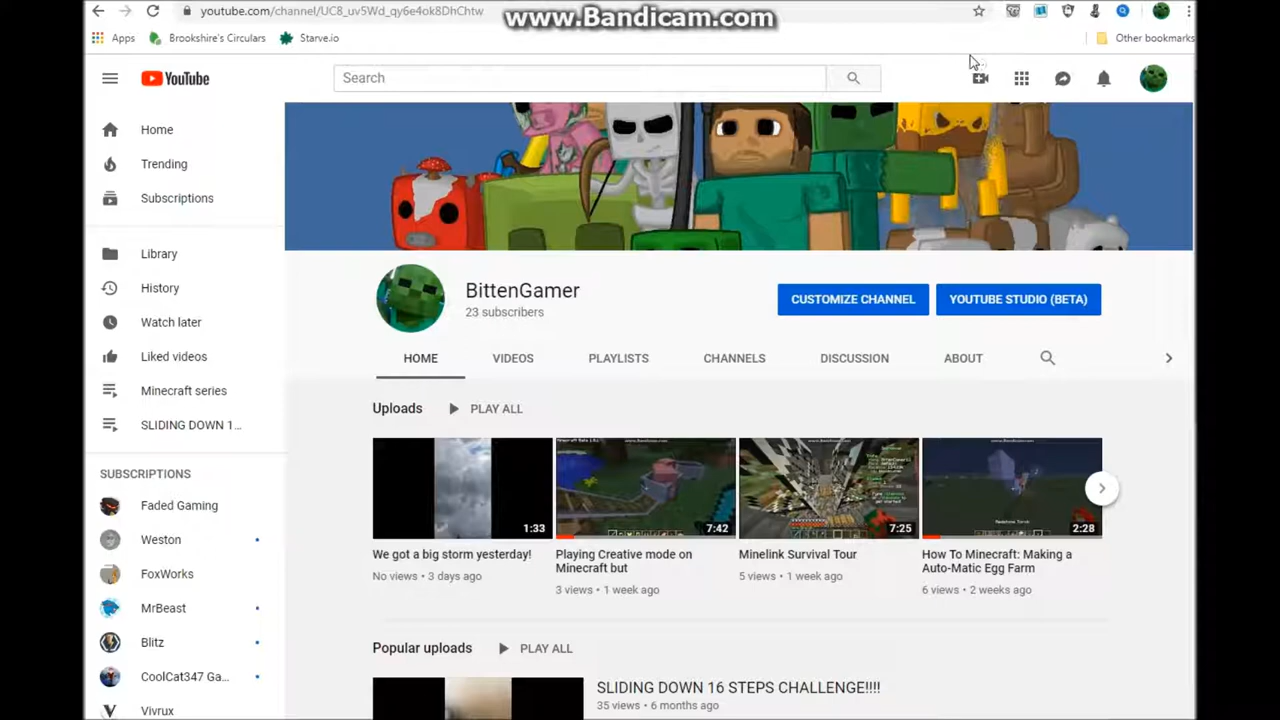 youtube.com/channel/UC8_uv5Wd_qy6e4ok8DhChtw
www.Bandicam.com
Apps
Brookshire's Circulars
Starve.io
Other bookmarks
YouTube
Search
Home
Trending
Subscriptions
Library
History
Watch later
Liked videos
Minecraft series
SLIDING DOWN 1...
SUBSCRIPTIONS
Faded Gaming
Weston
FoxWorks
MrBeast
Blitz
CoolCat347 Ga...
Vivrux
BittenGamer
23 subscribers
CUSTOMIZE CHANNEL
YOUTUBE STUDIO (BETA)
HOME
VIDEOS
PLAYLISTS
CHANNELS
DISCUSSION
ABOUT
Uploads
PLAY ALL
1:33
7:42
7:25
2:28
We got a big storm yesterday!
No views • 3 days ago
Playing Creative mode on
Minecraft but
3 views • 1 week ago
Minelink Survival Tour
5 views • 1 week ago
How To Minecraft: Making a
Auto-Matic Egg Farm
6 views • 2 weeks ago
Popular uploads
PLAY ALL
SLIDING DOWN 16 STEPS CHALLENGE!!!!
35 views • 6 months ago